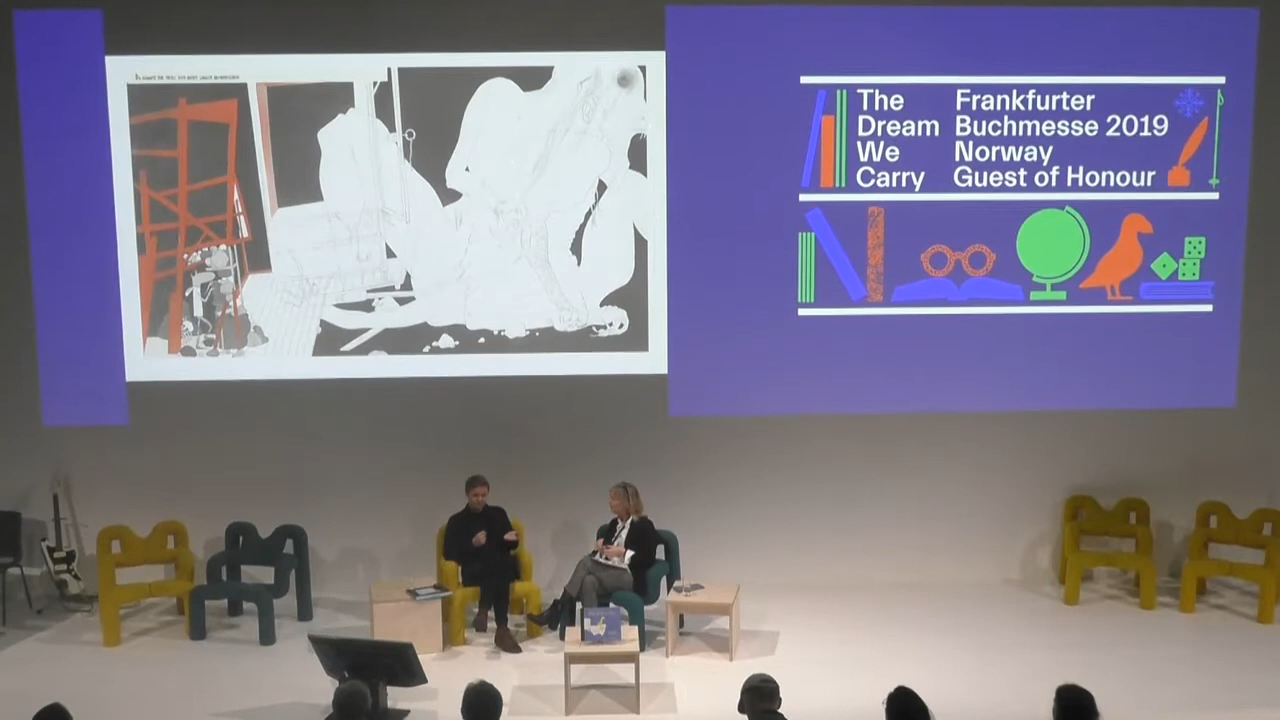 The
Dream
We
Carry
Frankfurter
Buchmesse 2019
Norway
Guest of Honour